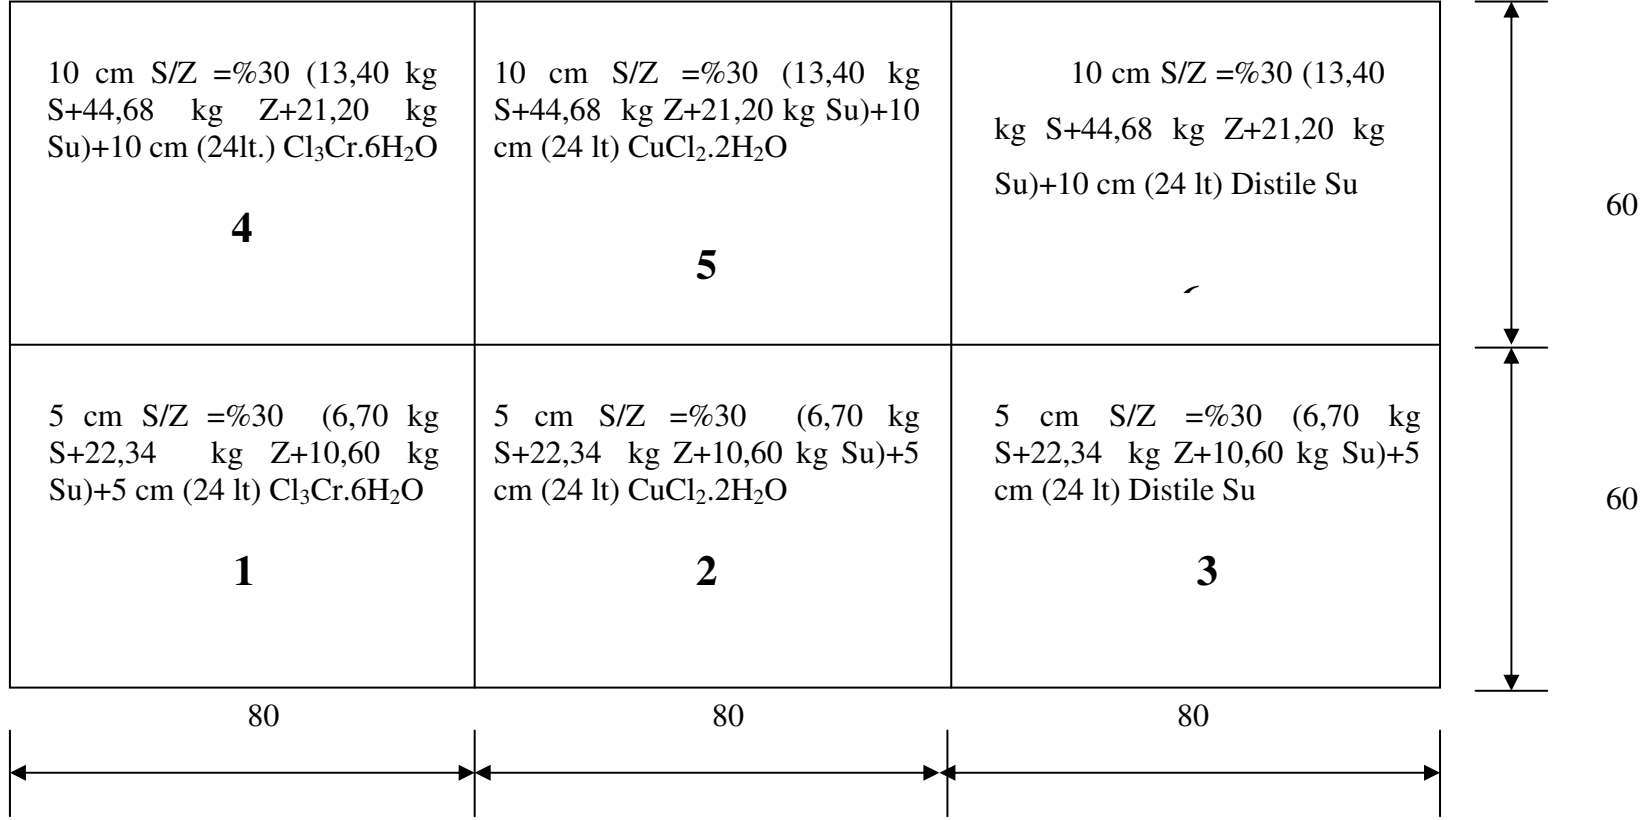 10 cm S/Z =%30 (13,40 kg
S+44,68 kg Z+21,20 kg
Su)+10 cm (24lt.) Cl₃Cr.6H₂O
4
10 cm S/Z =%30 (13,40 kg
S+44,68 kg Z+21,20 kg Su)+10
cm (24 lt) CuCl₂.2H₂O
5
10 cm S/Z =%30 (13,40
kg S+44,68 kg Z+21,20 kg
Su)+10 cm (24 lt) Distile Su
60
5 cm S/Z =%30 (6,70 kg
S+22,34 kg Z+10,60 kg
Su)+5 cm (24 lt) Cl₃Cr.6H₂O
1
5 cm S/Z =%30 (6,70 kg
S+22,34 kg Z+10,60 kg Su)+5
cm (24 lt) CuCl₂.2H₂O
2
5 cm S/Z =%30 (6,70 kg
S+22,34 kg Z+10,60 kg Su)+5
cm (24 lt) Distile Su
3
60
80
80
80